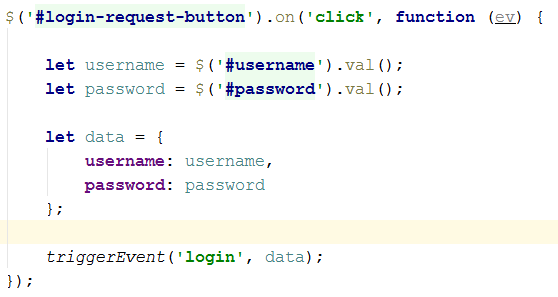 $('#login-request-button').on('click', function (ev) {
let username = $('#username').val();
let password = $('#password').val();
let data = {
username: username,
password: password
};
triggerEvent('login', data);
});